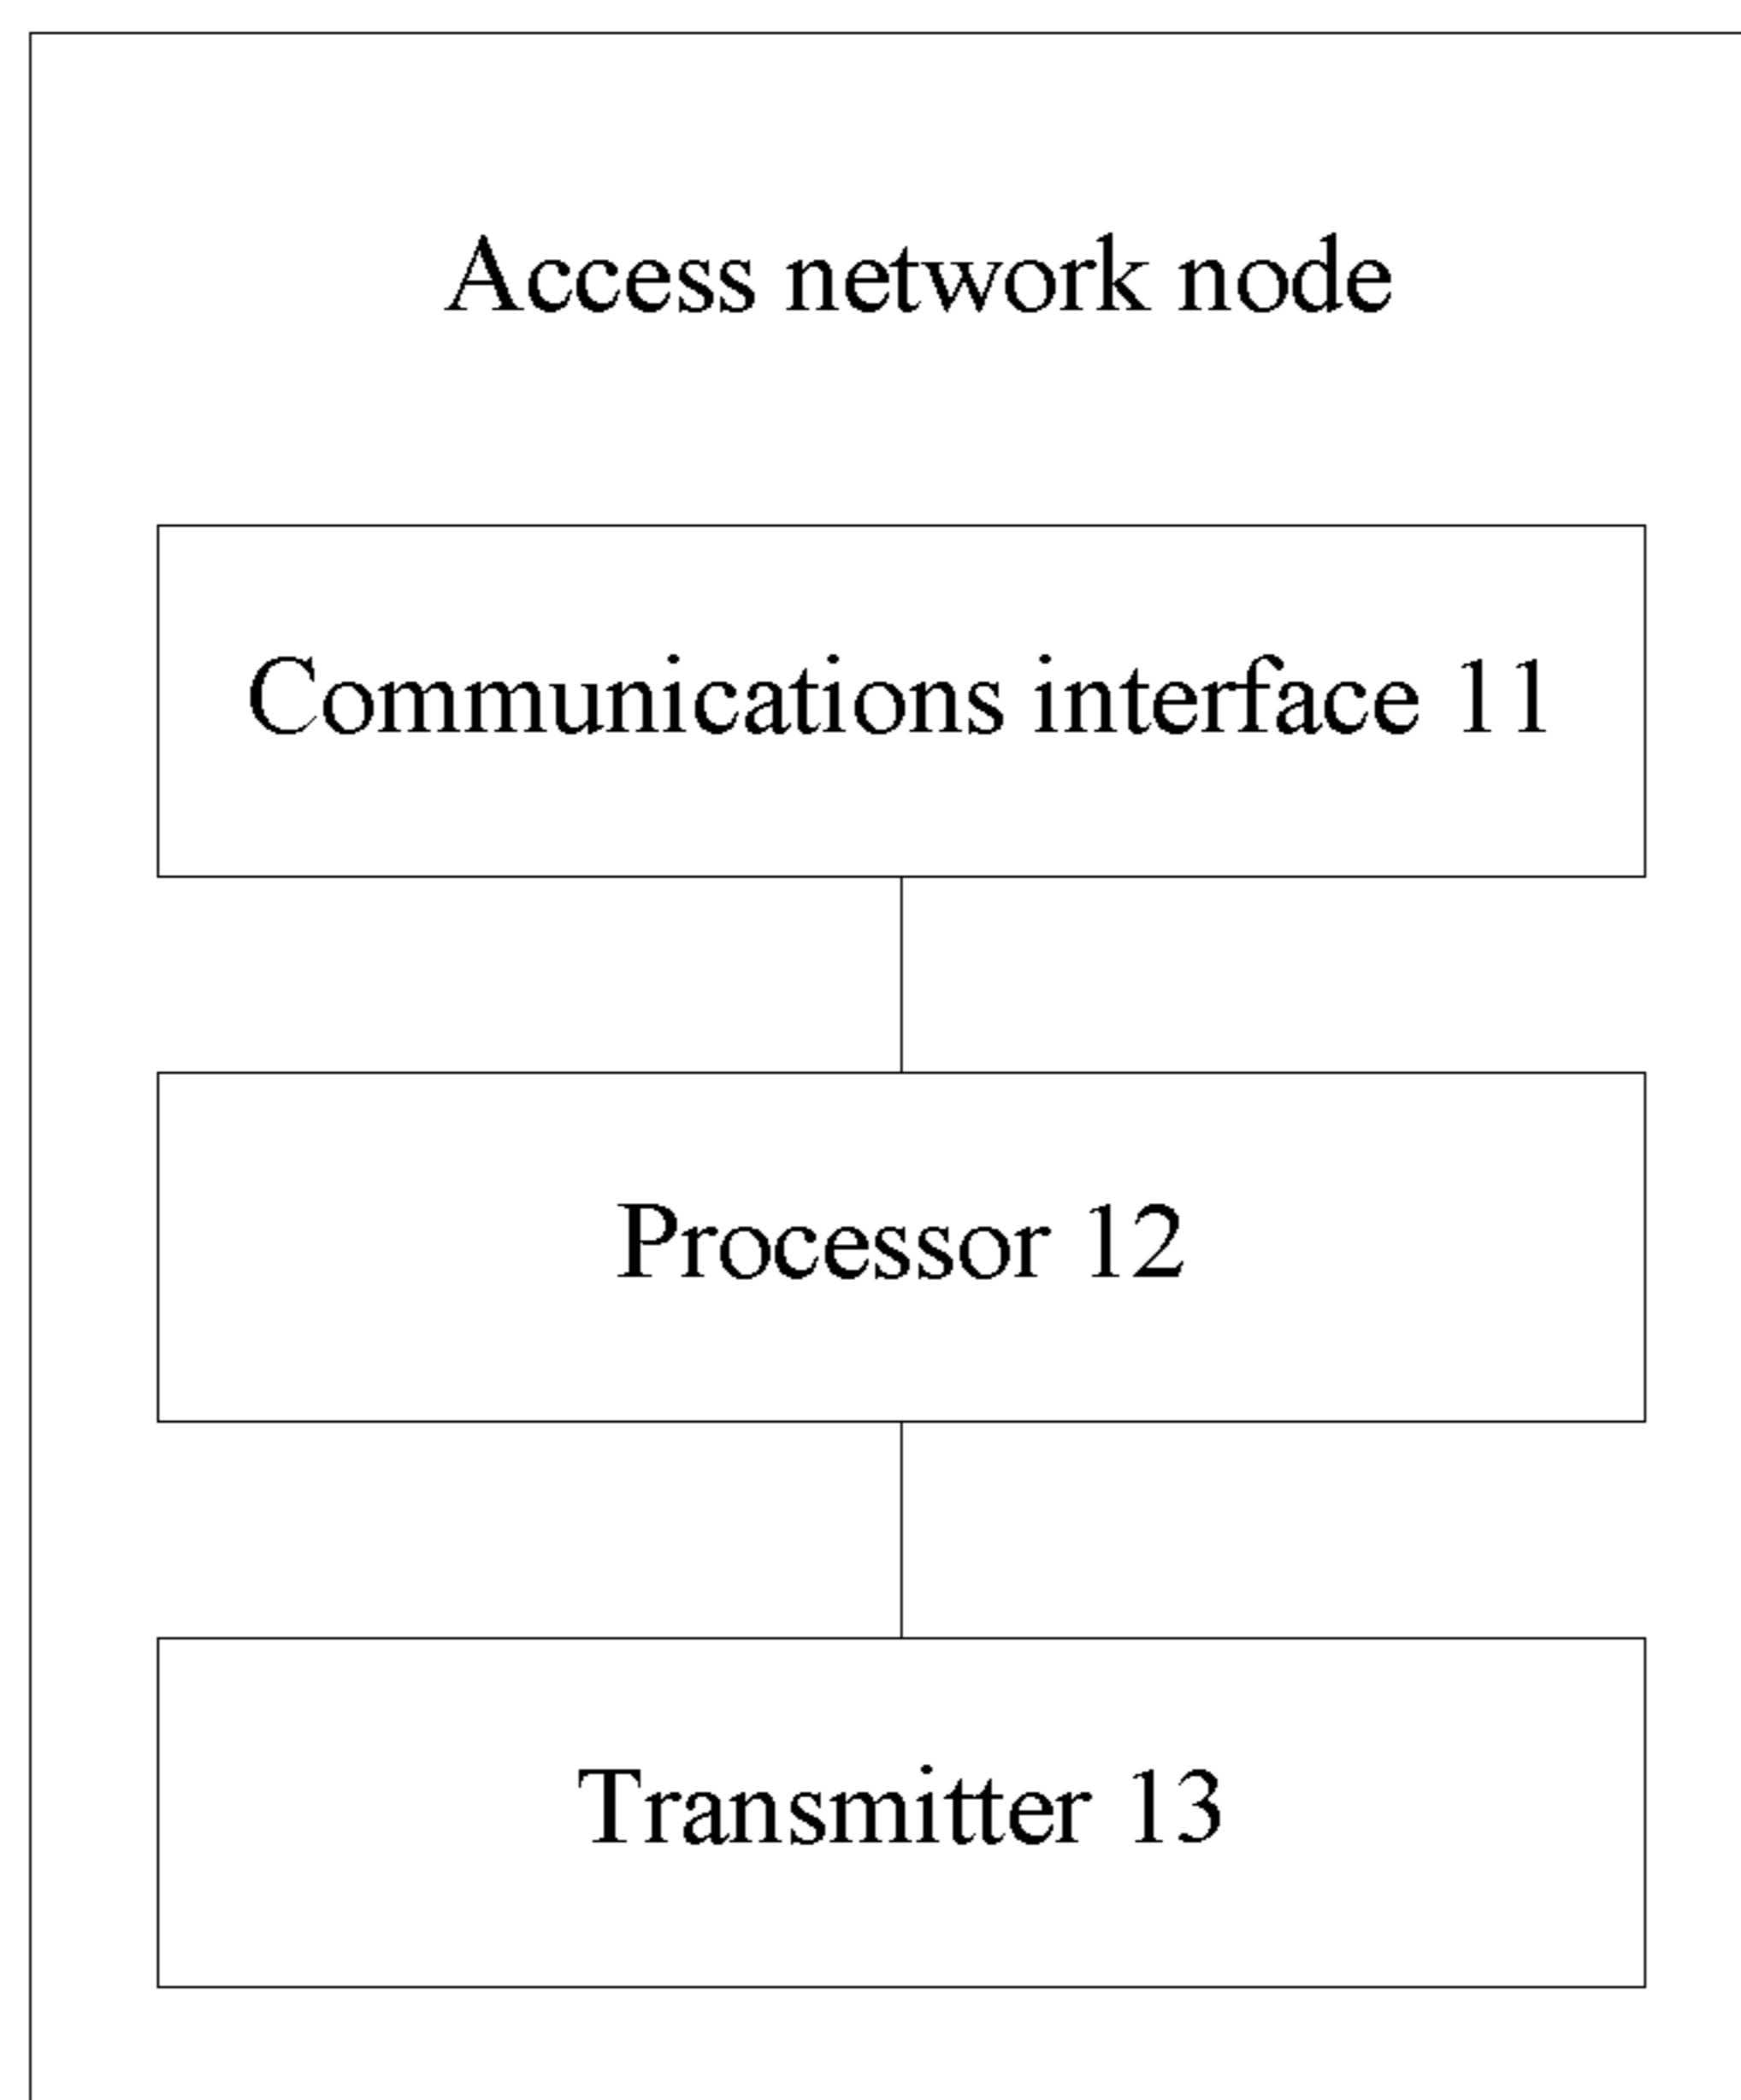 Access network node
Communications interface 11
Processor 12
Transmitter 13